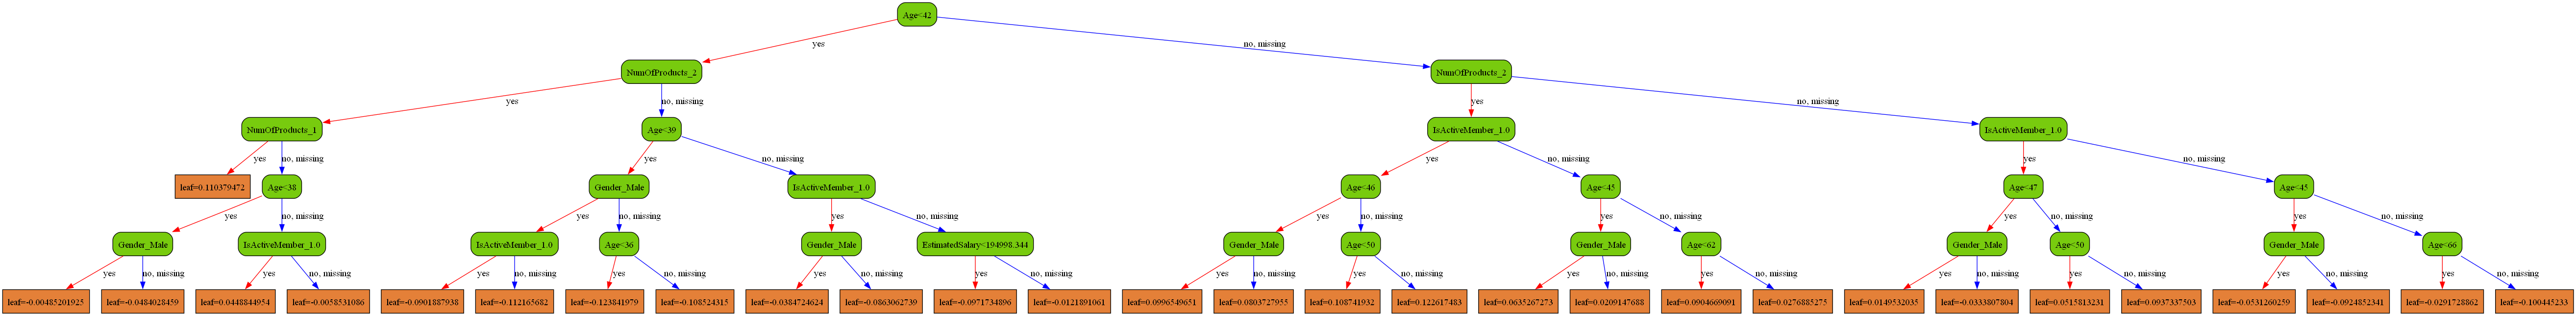 Age<42
yes
no, missing
NumOfProducts_2
NumOfProducts_2
yes
no, missing
yes
no, missing
NumOfProducts_1
Age<39
IsActiveMember_1.0
IsActiveMember_1.0
yes
no, missing
yes
no, missing
yes
no, missing
yes
no, missing
leaf=0.110379472
Age<38
Gender_Male
IsActiveMember_1.0
Age<46
Age<45
Age<47
Age<45
yes
no, missing
yes
no, missing
yes
no, missing
yes
no, missing
yes
no, missing
yes
no, missing
yes
no, missing
Gender_Male
IsActiveMember_1.0
IsActiveMember_1.0
Age<36
Gender_Male
EstimatedSalary<194998.344
Gender_Male
Age<50
Gender_Male
Age<62
Gender_Male
Age<50
Gender_Male
Age<66
yes
no, missing
yes
no, missing
yes
no, missing
yes
no, missing
yes
no, missing
yes
no, missing
yes
no, missing
yes
no, missing
yes
no, missing
yes
no, missing
yes
no, missing
yes
no, missing
yes
no, missing
yes
no, missing
leaf=-0.00485201925
leaf=-0.0484028459
leaf=0.0448844954
leaf=-0.0058531086
leaf=-0.0901887938
leaf=-0.112165682
leaf=-0.123841979
leaf=-0.108524315
leaf=-0.0384724624
leaf=-0.0863062739
leaf=-0.0971734896
leaf=-0.0121891061
leaf=0.0996549651
leaf=0.0803727955
leaf=0.108741932
leaf=0.122617483
leaf=0.0635267273
leaf=0.0209147688
leaf=0.0904669091
leaf=0.0276885275
leaf=0.0149532035
leaf=-0.0333807804
leaf=0.0515813231
leaf=0.0937337503
leaf=-0.0531260259
leaf=-0.0924852341
leaf=-0.0291728862
leaf=-0.100445233